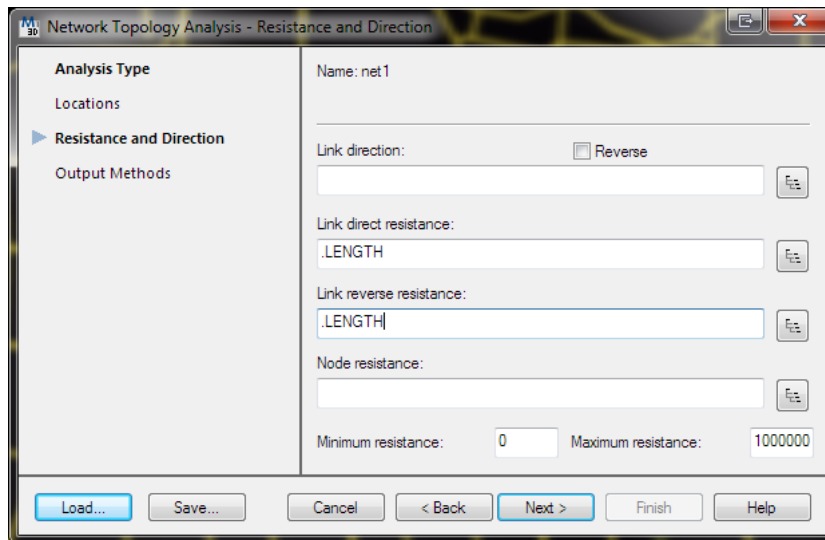 M 3D
Network Topology Analysis - Resistance and Direction
Analysis Type
Locations
Resistance and Direction
Output Methods
Name: net1
Link direction:
Reverse
Link direct resistance:
.LENGTH
Link reverse resistance:
.LENGTH
Node resistance:
Minimum resistance: 0 Maximum resistance: 1000000
Load... Save... Cancel < Back Next > Finish Help